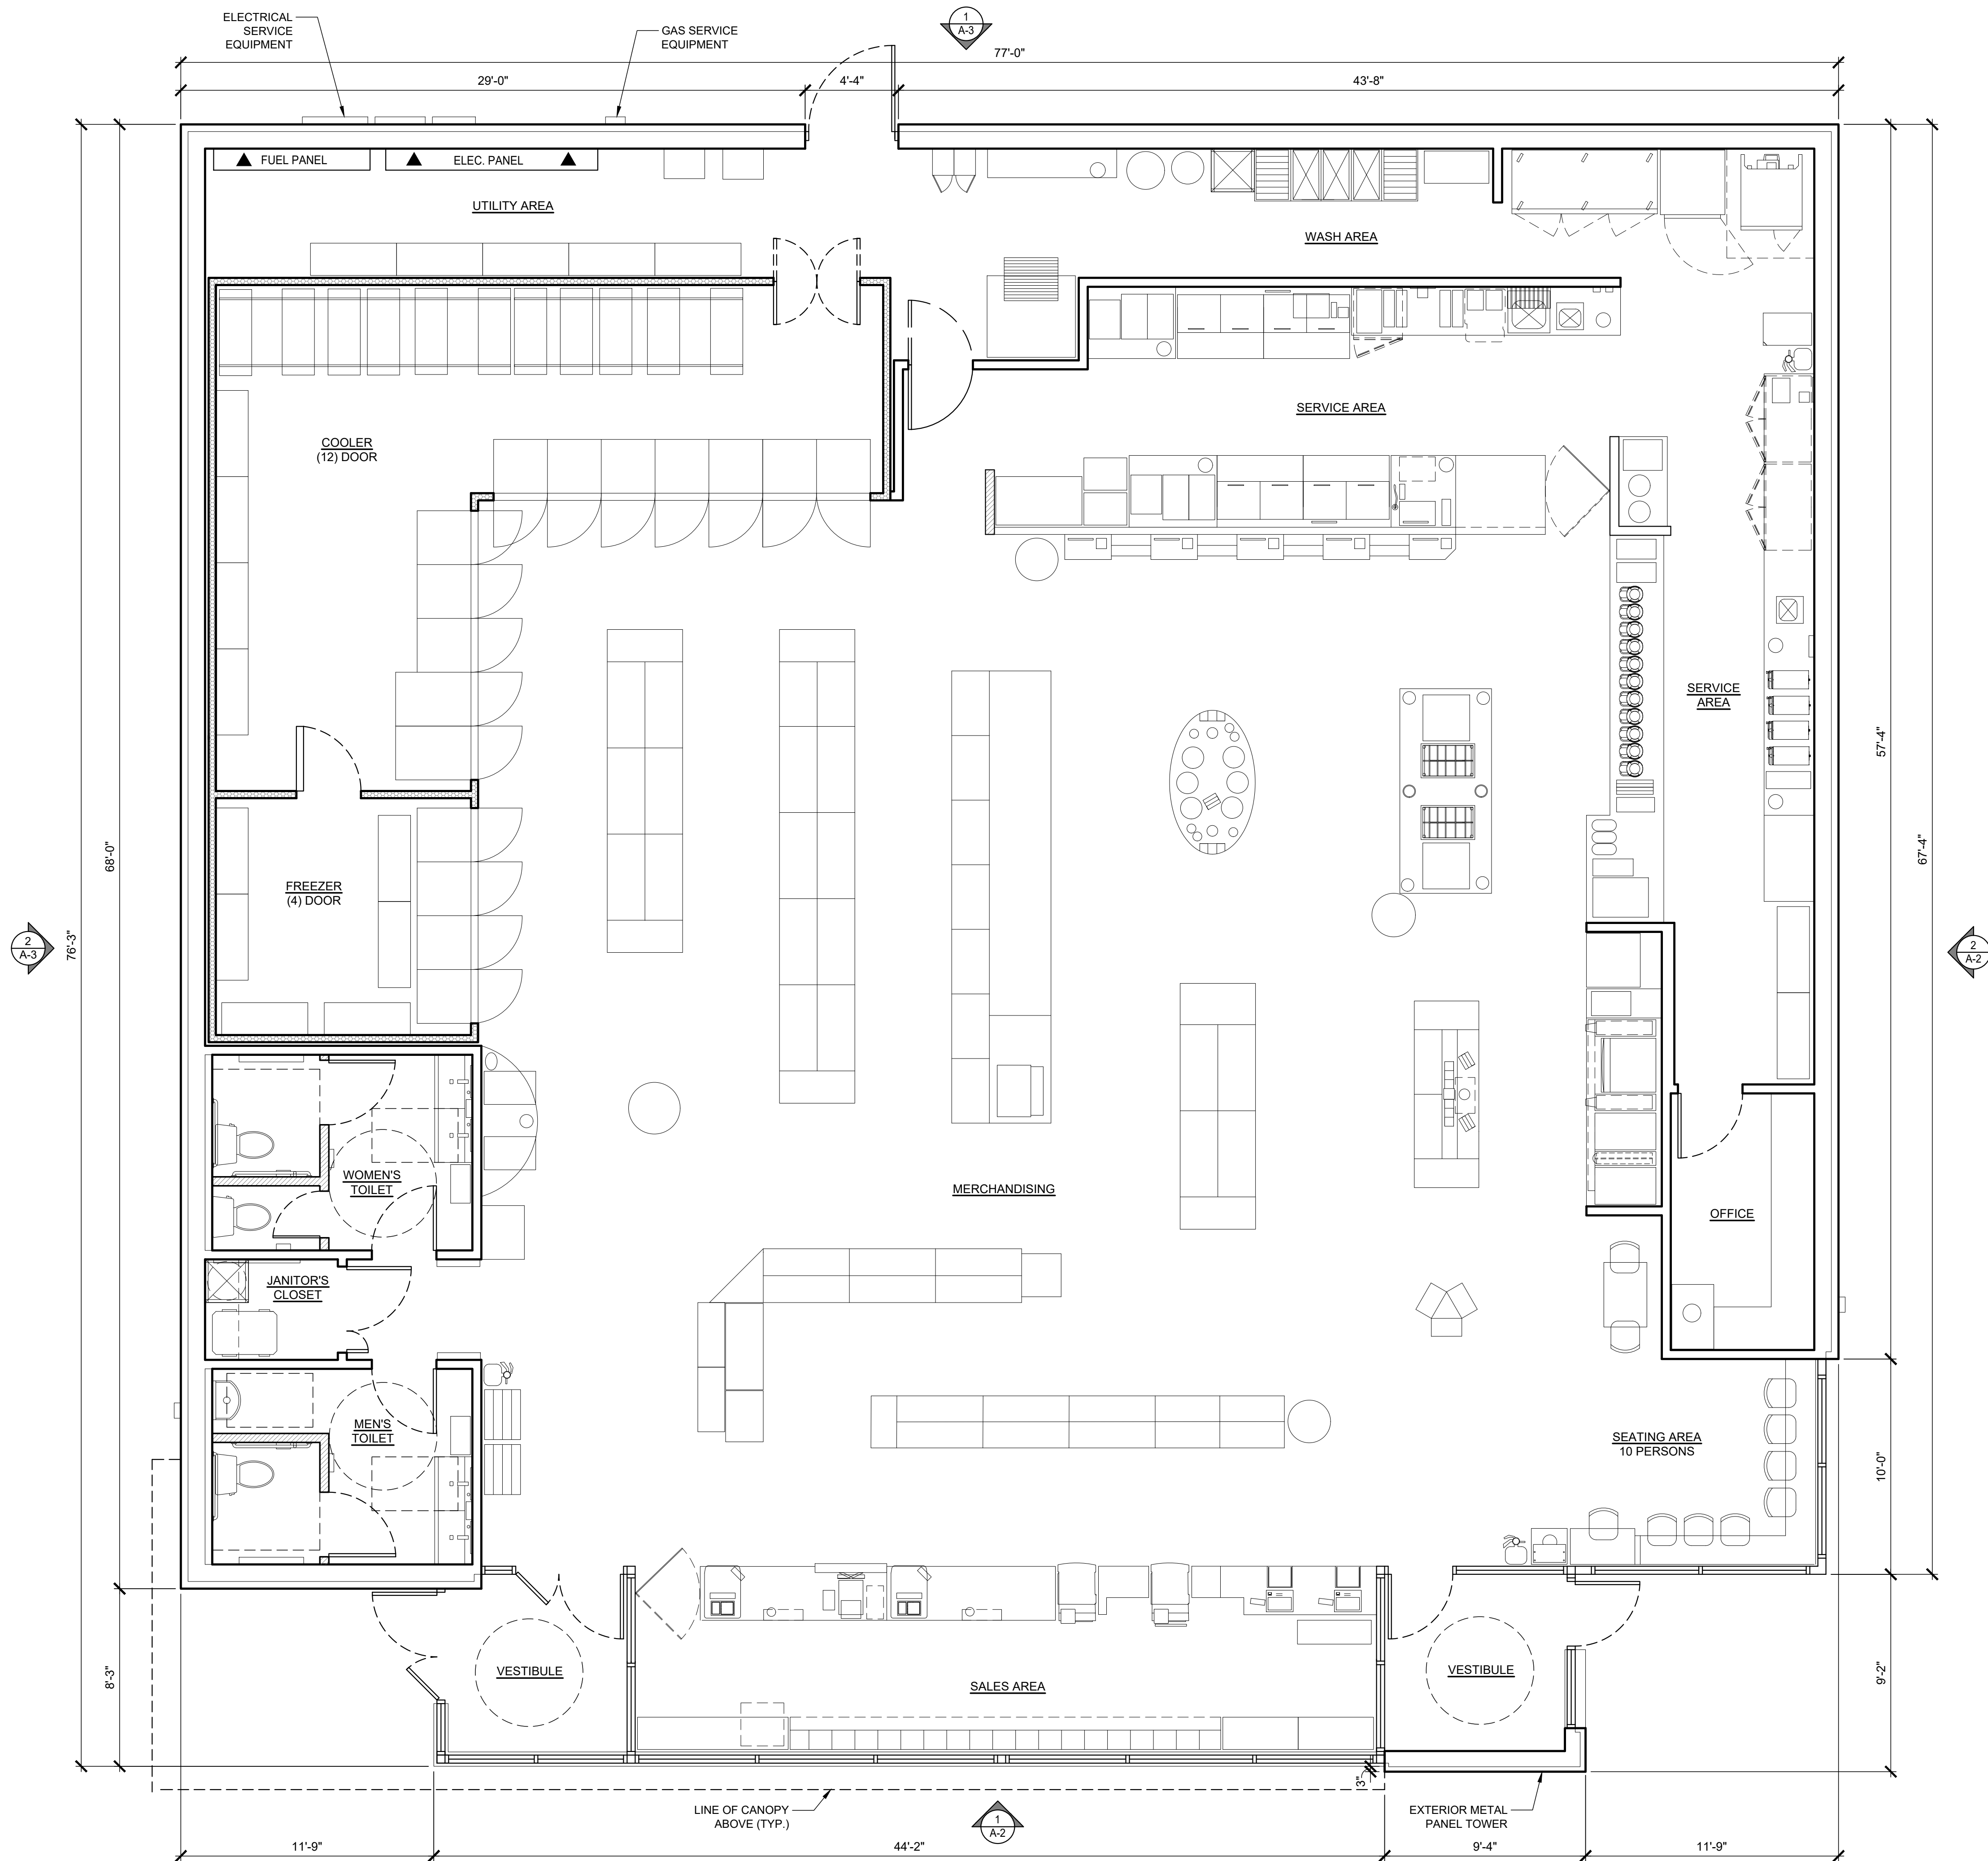 ELECTRICAL
SERVICE
EQUIPMENT
GAS SERVICE
EQUIPMENT
1
A-3
77'-0"
29'-0"
4'-4"
43'-8"
FUEL PANEL
ELEC. PANEL
UTILITY AREA
WASH AREA
COOLER
(12) DOOR
SERVICE AREA
SERVICE
AREA
57'-4"
67'-4"
68'-0"
76'-3"
FREEZER
(4) DOOR
2
A-3
2
A-2
WOMEN'S
TOILET
MERCHANDISING
OFFICE
JANITOR'S
CLOSET
MEN'S
TOILET
SEATING AREA
10 PERSONS
10'-0"
VESTIBULE
SALES AREA
VESTIBULE
8'-3"
9'-2"
3"
LINE OF CANOPY
ABOVE (TYP.)
1
A-2
EXTERIOR METAL
PANEL TOWER
11'-9"
44'-2"
9'-4"
11'-9"